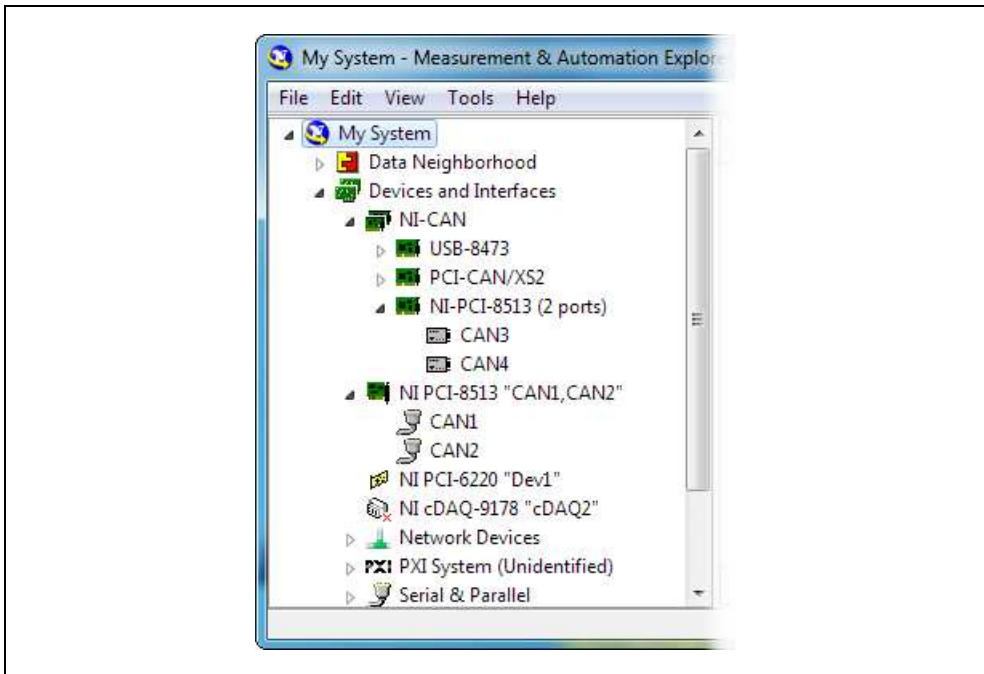 My System - Measurement & Automation Explor
File Edit View Tools Help
My System
Data Neighborhood
Devices and Interfaces
NI-CAN
USB-8473
PCI-CAN/XS2
NI-PCI-8513 (2 ports)
CAN3
CAN4
NI PCI-8513 "CAN1,CAN2"
CAN1
CAN2
NI PCI-6220 "Dev1"
NI cDAQ-9178 "cDAQ2"
Network Devices
PXI PXI System (Unidentified)
Serial & Parallel